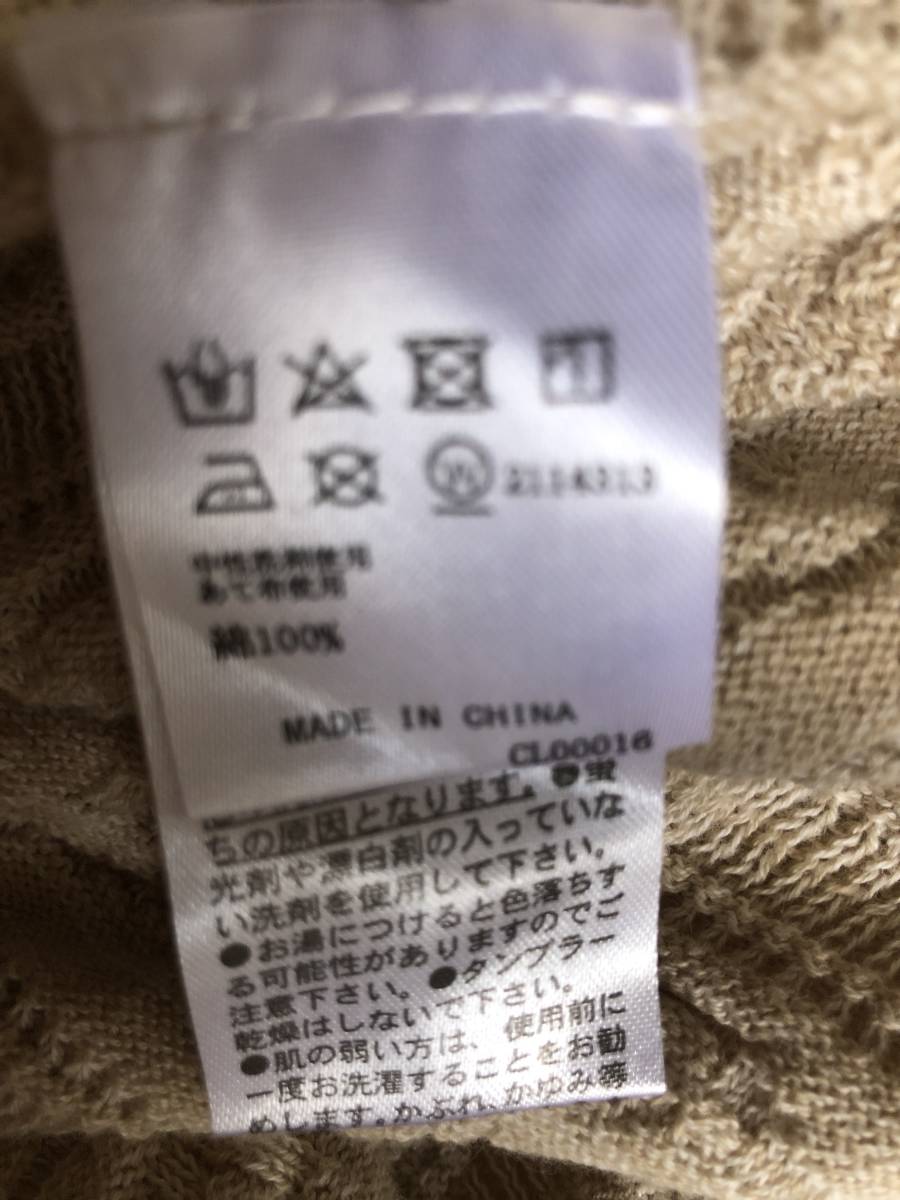 W 2114313
中性洗剤使用
あて布使用
綿100%
MADE IN CHINA
CL00016
ちの原因となります。●蛍
光剤や漂白剤の入っていな
い洗剤を使用して下さい。
●お湯につけると色落ちす
る可能性がありますのでご
注意下さい。●タンブラー
乾燥はしないで下さい。
●肌の弱い方は、使用前に
一度お洗濯することをお勧
めします。かぶれ、かゆみ等